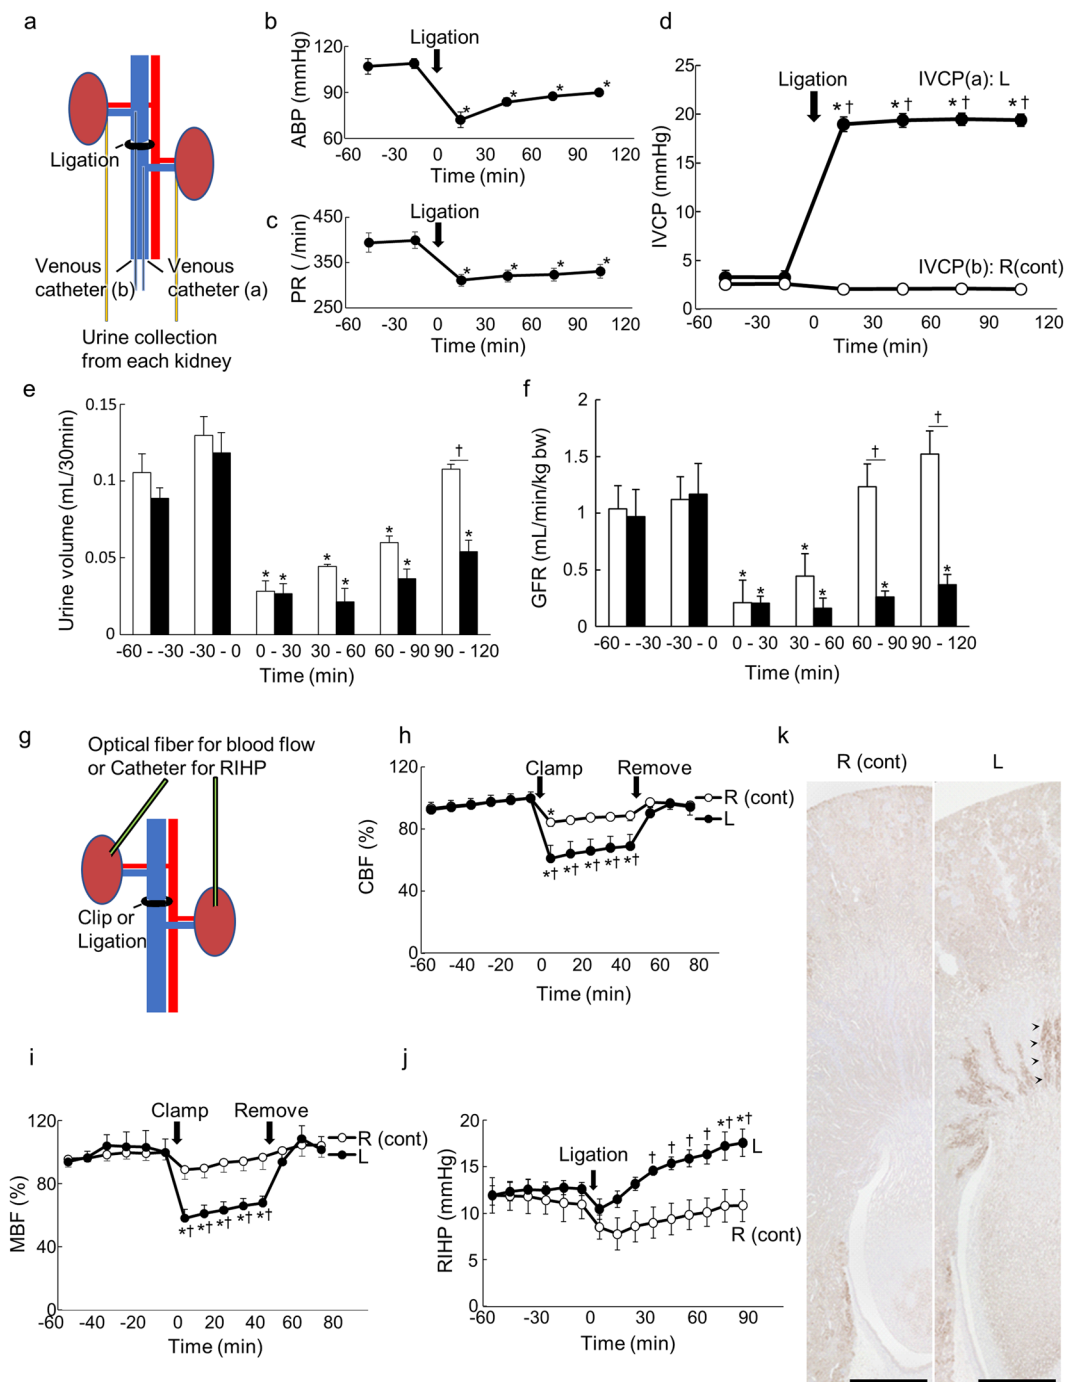 a
Ligation
Venous
catheter (b)
Venous
catheter (a)
Urine collection
from each kidney
b
Ligation
ABP (mmHg)
120
90
60
-60 -30 0 30 60 90 120
Time (min)
*
*
*
*
c
Ligation
PR ( /min)
450
350
250
-60 -30 0 30 60 90 120
Time (min)
*
*
*
*
d
IVCP (mmHg)
25
20
15
10
5
0
Ligation
IVCP(a): L
*† *† *† *†
IVCP(b): R(cont)
-60 -30 0 30 60 90 120
Time (min)
e
Urine volume (mL/30min)
0.15
0.1
0.05
0
* * * * * * † *
-60 - -30 -30 - 0 0 - 30 30 - 60 60 - 90 90 - 120
Time (min)
f
GFR (mL/min/kg bw)
2
1.5
1
0.5
0
* * * * † * † *
-60 - -30 -30 - 0 0 - 30 30 - 60 60 - 90 90 - 120
Time (min)
g
Optical fiber for blood flow
or Catheter for RIHP
Clip or
Ligation
h
CBF (%)
120
80
40
0
Clamp Remove
R (cont)
L
*
*† *† *† *† *†
-60 -40 -20 0 20 40 60 80
Time (min)
i
MBF (%)
120
80
40
0
Clamp Remove
R (cont)
L
*† *† *† *† *†
-60 -40 -20 0 20 40 60 80
Time (min)
j
RIHP (mmHg)
20
15
10
5
0
Ligation
† † † † *† *†
L
R (cont)
-60 -30 0 30 60 90
Time (min)
k
R (cont) L